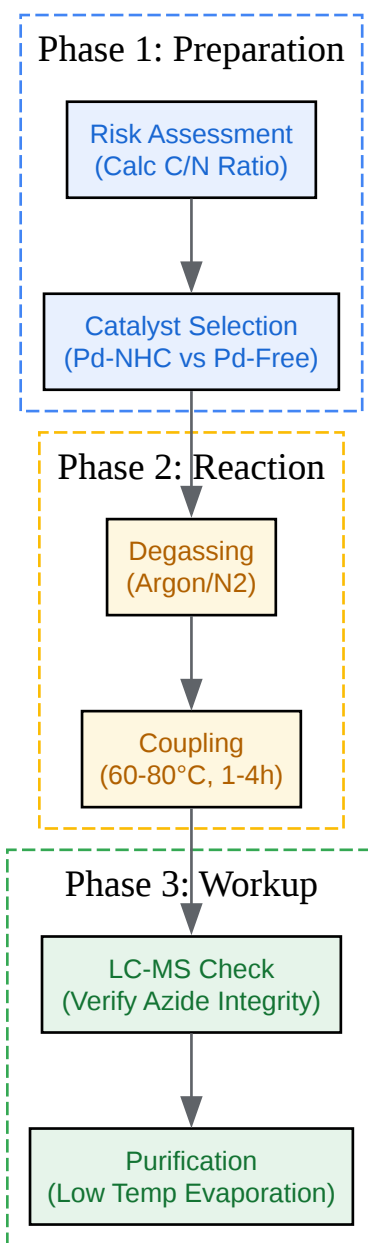 Phase 1: Preparation
Risk Assessment
(Calc C/N Ratio)
Catalyst Selection
(Pd-NHC vs Pd-Free)
Phase 2: Reaction
Degassing
(Argon/N2)
Coupling
(60-80°C, 1-4h)
Phase 3: Workup
LC-MS Check
(Verify Azide Integrity)
Purification
(Low Temp Evaporation)